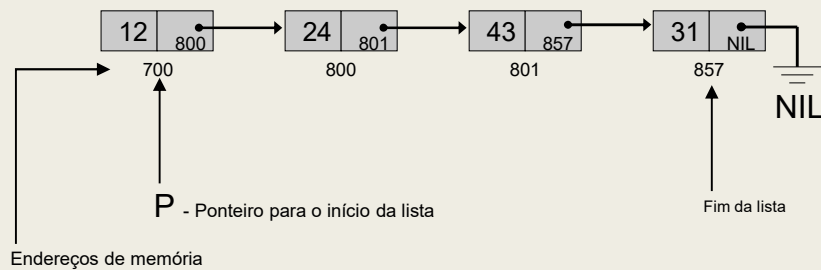 12 800 24 801 43 857 31 NIL
700 800 801 857
NIL
P - Ponteiro para o início da lista
Fim da lista
Endereços de memória